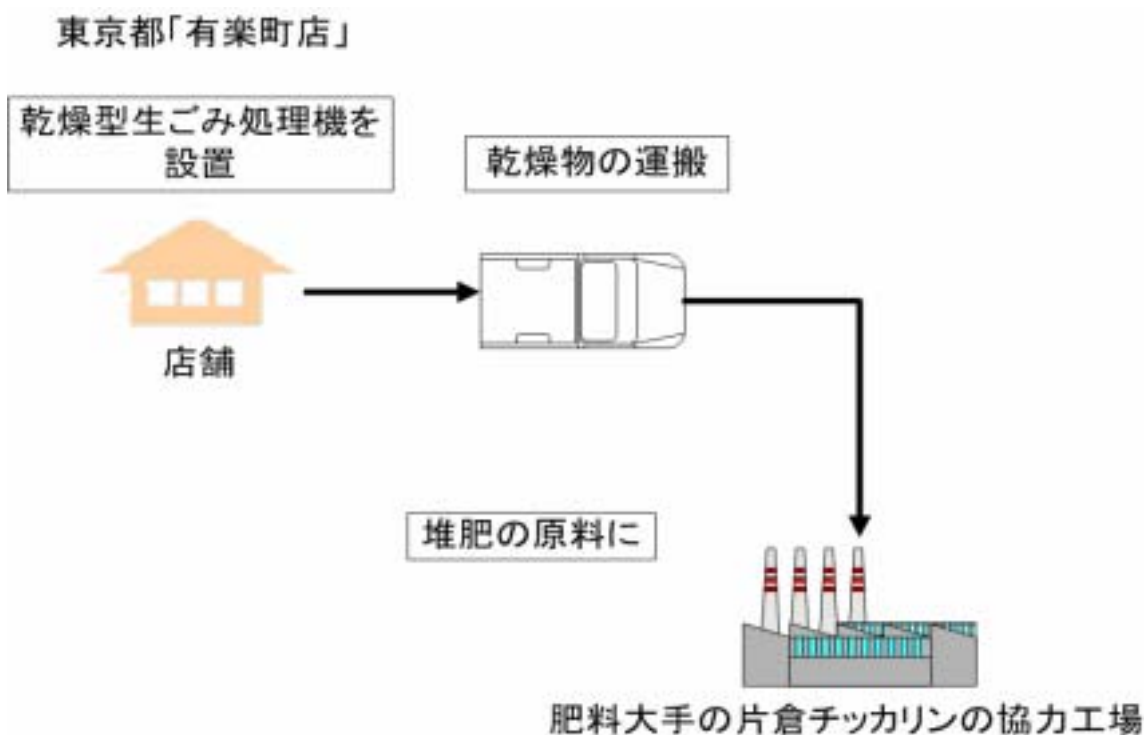 東京都「有楽町店」
乾燥型生ごみ処理機を
設置
乾燥物の運搬
店舗
堆肥の原料に
肥料大手の片倉チッカリンの協力工場